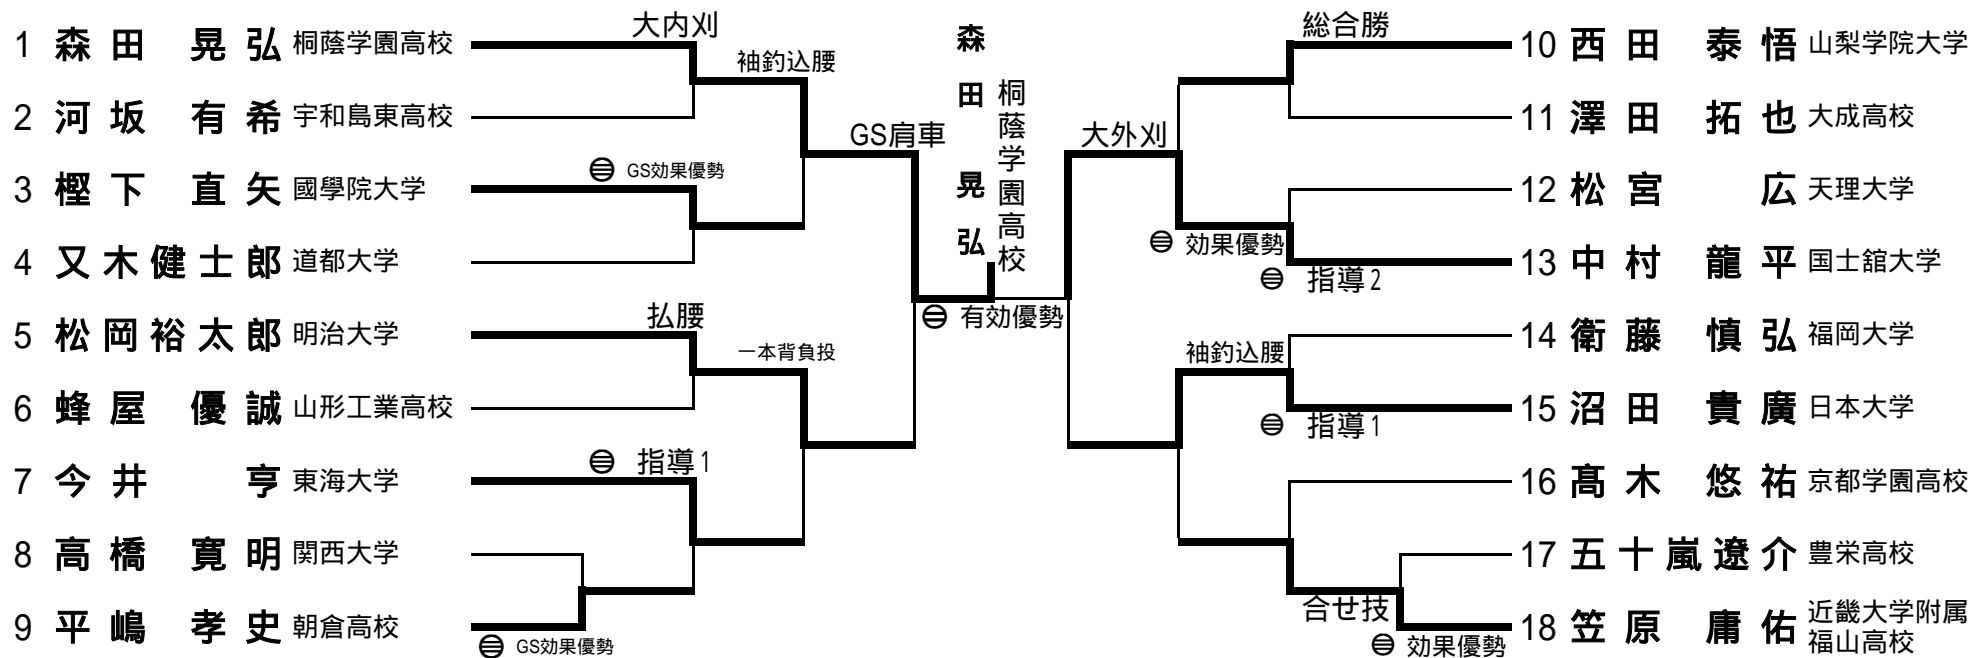 1 森田 晃弘 桐蔭学園高校
2 河坂 有希 宇和島東高校
3 樫下 直矢 國學院大学
4 又木健士郎 道都大学
5 松岡裕太郎 明治大学
6 蜂屋 優誠 山形工業高校
7 今井 亨 東海大学
8 高橋 寛明 関西大学
9 平嶋 孝史 朝倉高校
大内刈
袖釣込腰
GS効果優勢
GS肩車
払腰
一本背負投
指導1
GS効果優勢
森田 晃弘
桐蔭学園高校
有効優勢
総合勝
大外刈
効果優勢
指導2
袖釣込腰
指導1
合せ技
効果優勢
10 西田 泰悟 山梨学院大学
11 澤田 拓也 大成高校
12 松宮 広 天理大学
13 中村 龍平 国士舘大学
14 衛藤 慎弘 福岡大学
15 沼田 貴廣 日本大学
16 髙木 悠祐 京都学園高校
17 五十嵐遼介 豊栄高校
18 笠原 庸佑 近畿大学附属
福山高校